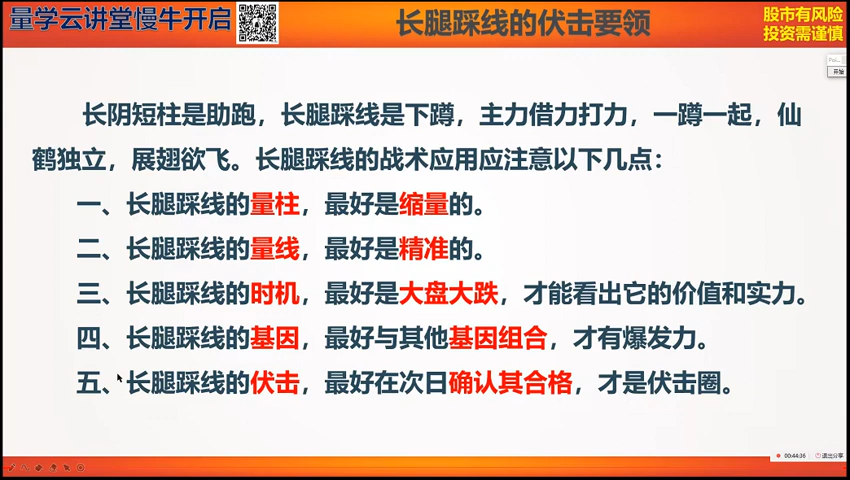 量学云讲堂慢牛开启
长腿踩线的伏击要领
股市有风险
投资需谨慎
开始
长阴短柱是助跑，长腿踩线是下蹲，主力借力打力，一蹲一起，仙
鹤独立，展翅欲飞。长腿踩线的战术应用应注意以下几点：
一、长腿踩线的量柱，最好是缩量的。
二、长腿踩线的量线，最好是精准的。
三、长腿踩线的时机，最好是大盘大跌，才能看出它的价值和实力。
四、长腿踩线的基因，最好与其他基因组合，才有爆发力。
五、长腿踩线的伏击，最好在次日确认其合格，才是伏击圈。
00:44:36 退出分享